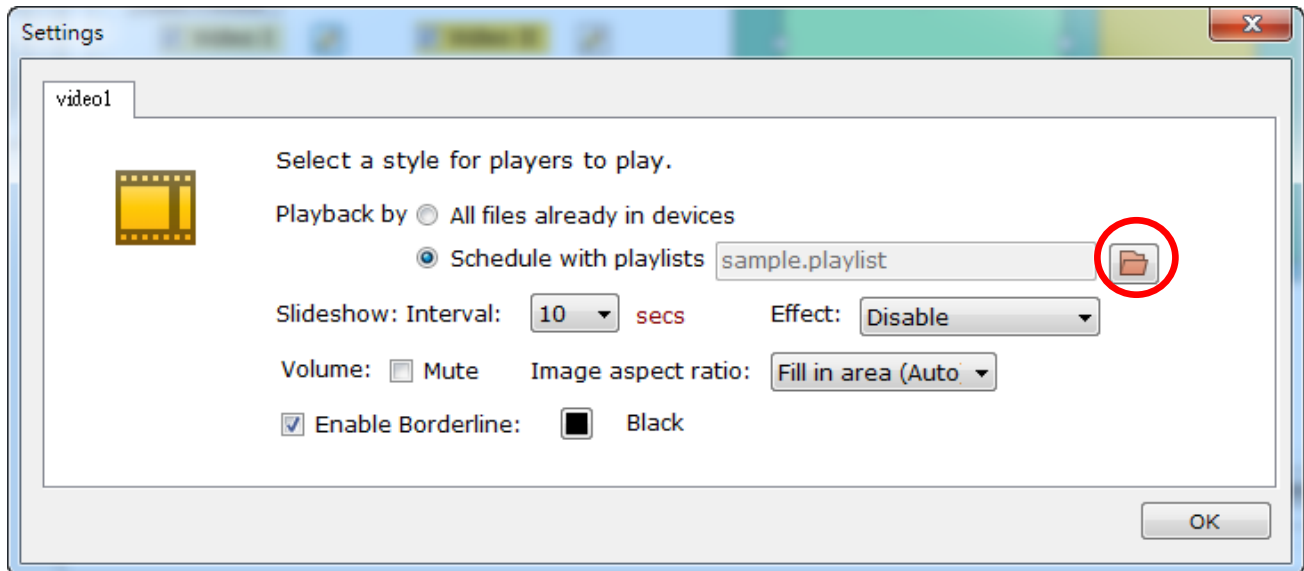 Settings
video1
Select a style for players to play.
Playback by All files already in devices
Schedule with playlists sample.playlist
Slideshow: Interval: 10 secs Effect: Disable
Volume: Mute Image aspect ratio: Fill in area (Auto)
Enable Borderline: Black
OK